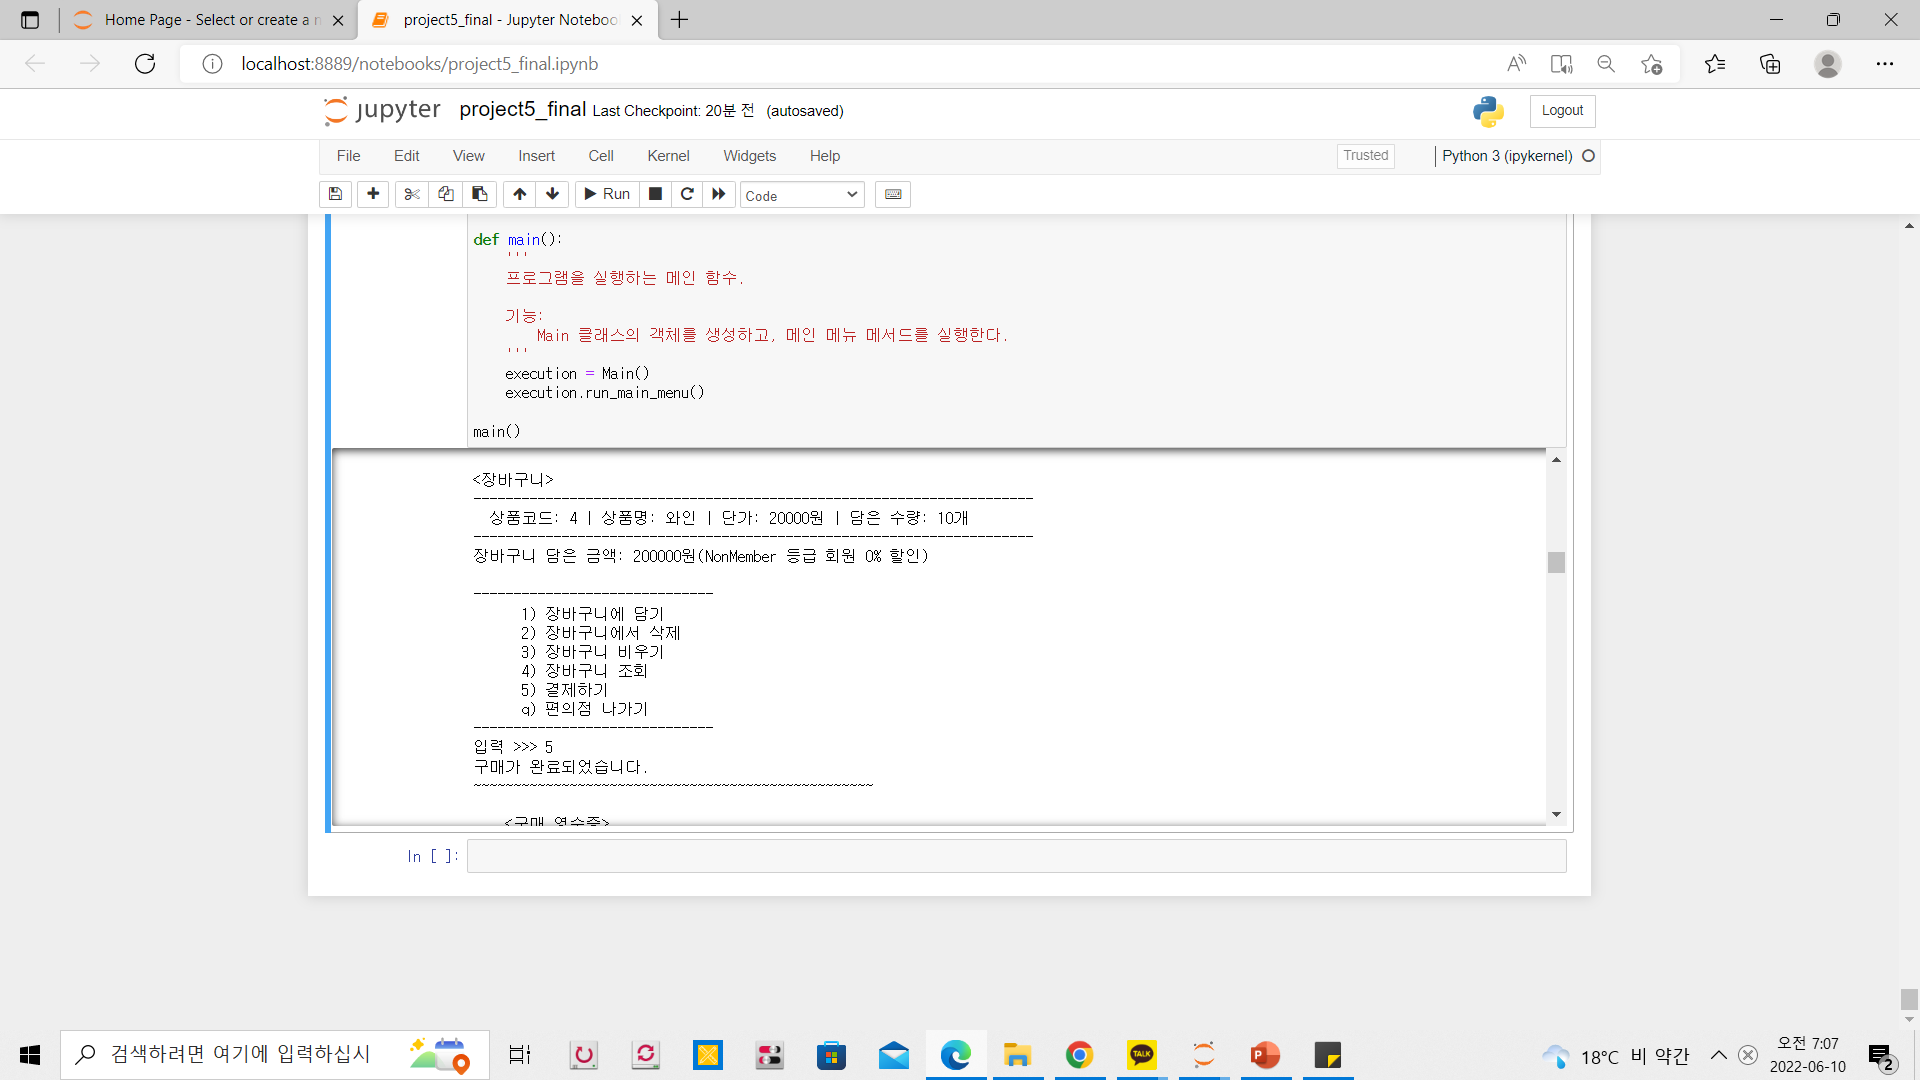 Home Page - Select or create a n
project5_final - Jupyter Noteboo
localhost:8889/notebooks/project5_final.ipynb
jupyter project5_final Last Checkpoint: 20분 전 (autosaved)
Logout
File Edit View Insert Cell Kernel Widgets Help
Trusted
Python 3 (ipykernel)
Run
Code
def main():
'''
프로그램을 실행하는 메인 함수.
기능:
Main 클래스의 객체를 생성하고, 메인 메뉴 메서드를 실행한다.
'''
execution = Main()
execution.run_main_menu()
main()
<장바구니>
----------------------------------------------------------------------
상품코드: 4 | 상품명: 와인 | 단가: 20000원 | 담은 수량: 10개
----------------------------------------------------------------------
장바구니 담은 금액: 200000원(NonMember 등급 회원 0% 할인)
------------------------------
1) 장바구니에 담기
2) 장바구니에서 삭제
3) 장바구니 비우기
4) 장바구니 조회
5) 결제하기
q) 편의점 나가기
------------------------------
입력 >>> 5
구매가 완료되었습니다.
~~~~~~~~~~~~~~~~~~~~~~~~~~~~~~~~~~~~~~~~~~~~~~~~~~
<구매 영수증>
In [ ]:
검색하려면 여기에 입력하십시
TALK
18°C 비 약간
오전 7:07
2022-06-10
2